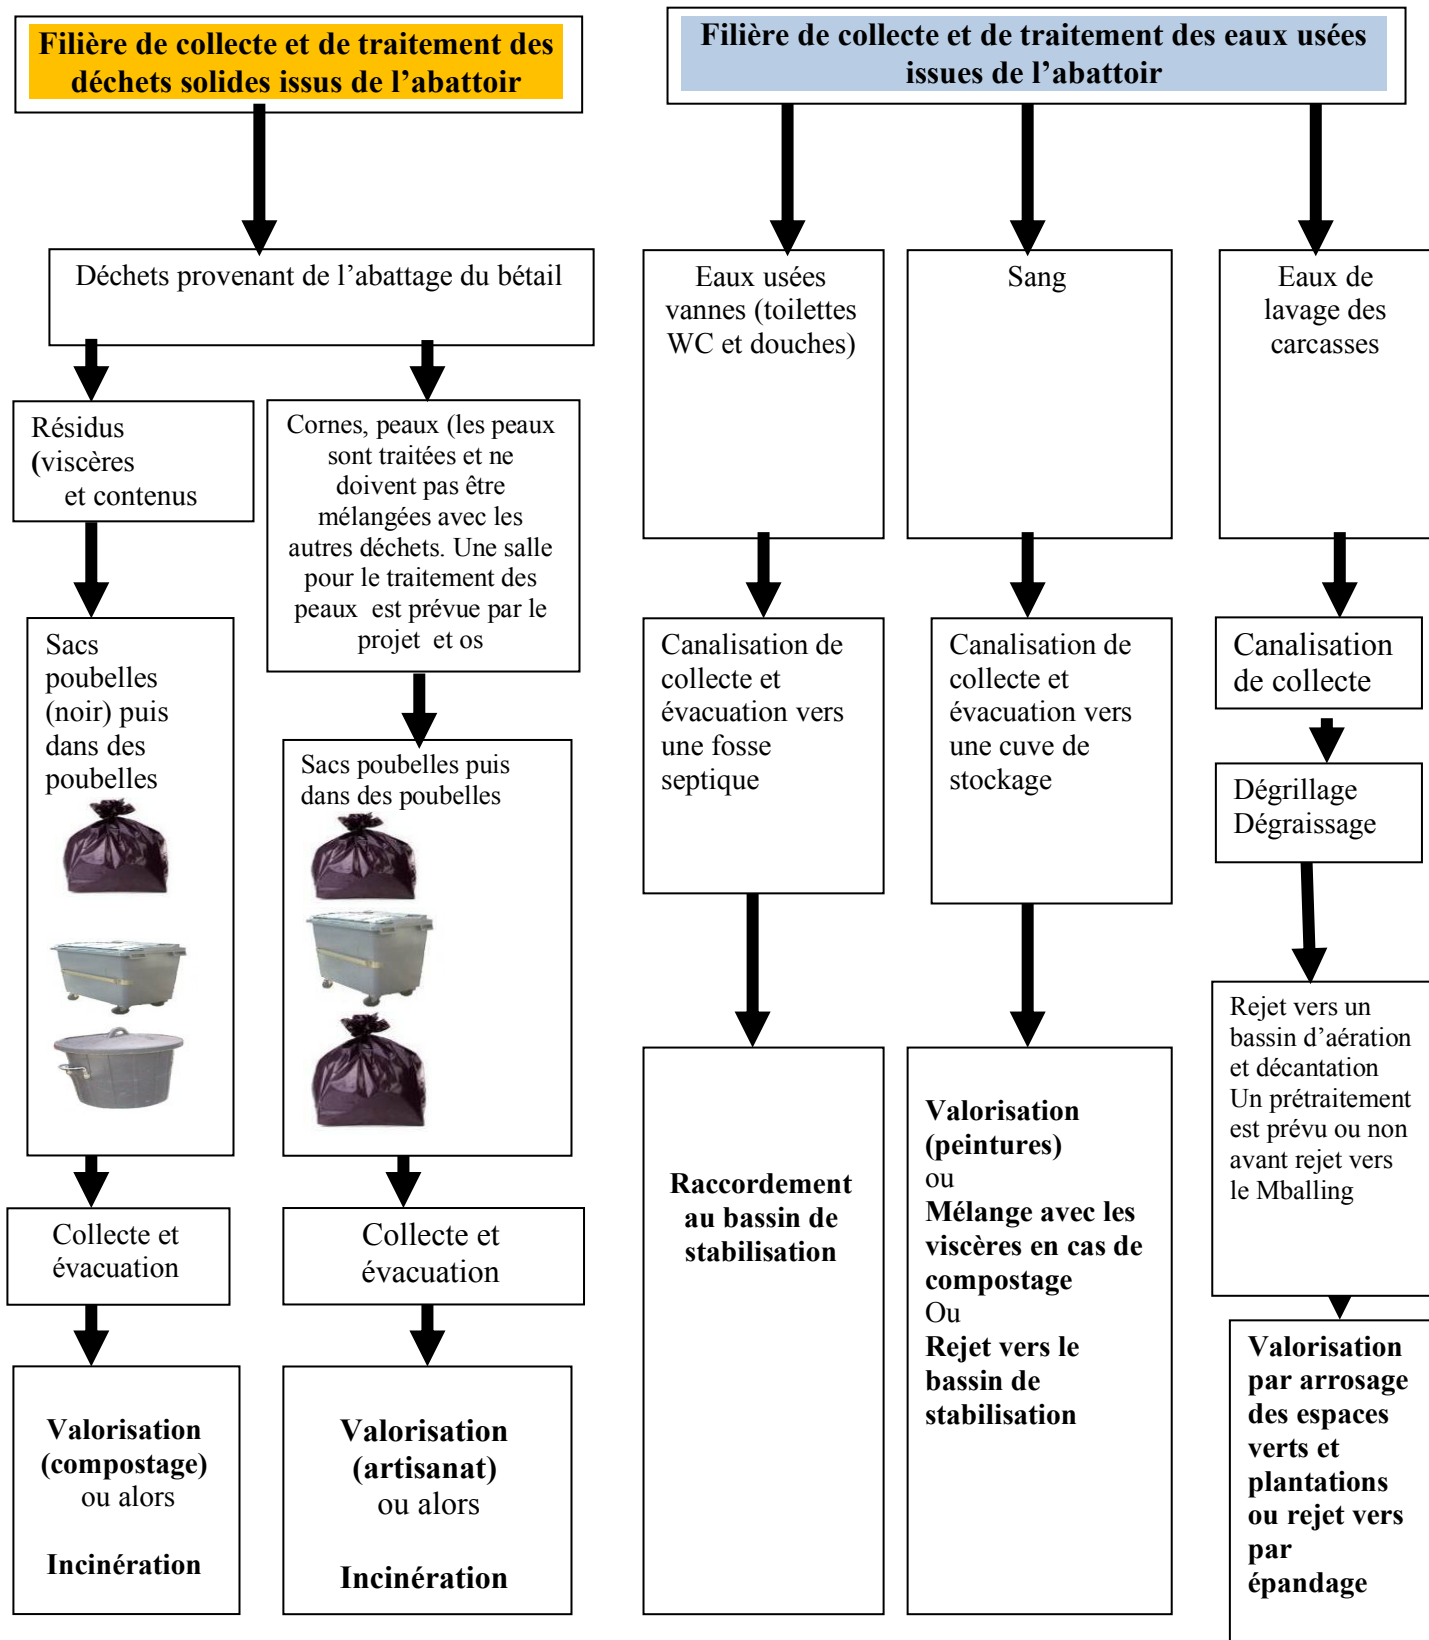 Filière de collecte et de traitement des
déchets solides issus de l’abattoir
Déchets provenant de l’abattage du bétail
Résidus
(viscères
et contenus
Sacs
poubelles
(noir) puis
dans des
poubelles
Collecte et
évacuation
Valorisation
(compostage)
ou alors
Incinération
Cornes, peaux (les peaux
sont traitées et ne
doivent pas être
mélangées avec les
autres déchets. Une salle
pour le traitement des
peaux est prévue par le
projet et os
Sacs poubelles puis
dans des poubelles
Collecte et
évacuation
Valorisation
(artisanat)
ou alors
Incinération
Filière de collecte et de traitement des eaux usées
issues de l’abattoir
Eaux usées
vannes (toilettes
WC et douches)
Canalisation de
collecte et
évacuation vers
une fosse
septique
Raccordement
au bassin de
stabilisation
Sang
Canalisation de
collecte et
évacuation vers
une cuve de
stockage
Valorisation
(peintures)
ou
Mélange avec les
viscères en cas de
compostage
Ou
Rejet vers le
bassin de
stabilisation
Eaux de
lavage des
carcasses
Canalisation
de collecte
Dégrillage
Dégraissage
Rejet vers un
bassin d’aération
et décantation
Un prétraitement
est prévu ou non
avant rejet vers
le Mballing
Valorisation
par arrosage
des espaces
verts et
plantations
ou rejet vers
par
épandage